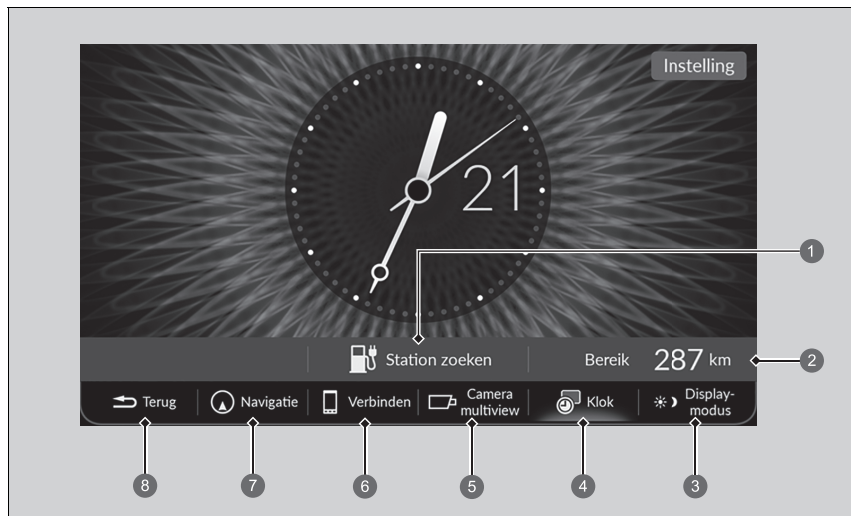 Instelling
21
1
Station zoeken
Bereik 287 km
2
Terug
Navigatie
Verbinden
Camera
multiview
Klok
Display-
modus
8
7
6
5
4
3